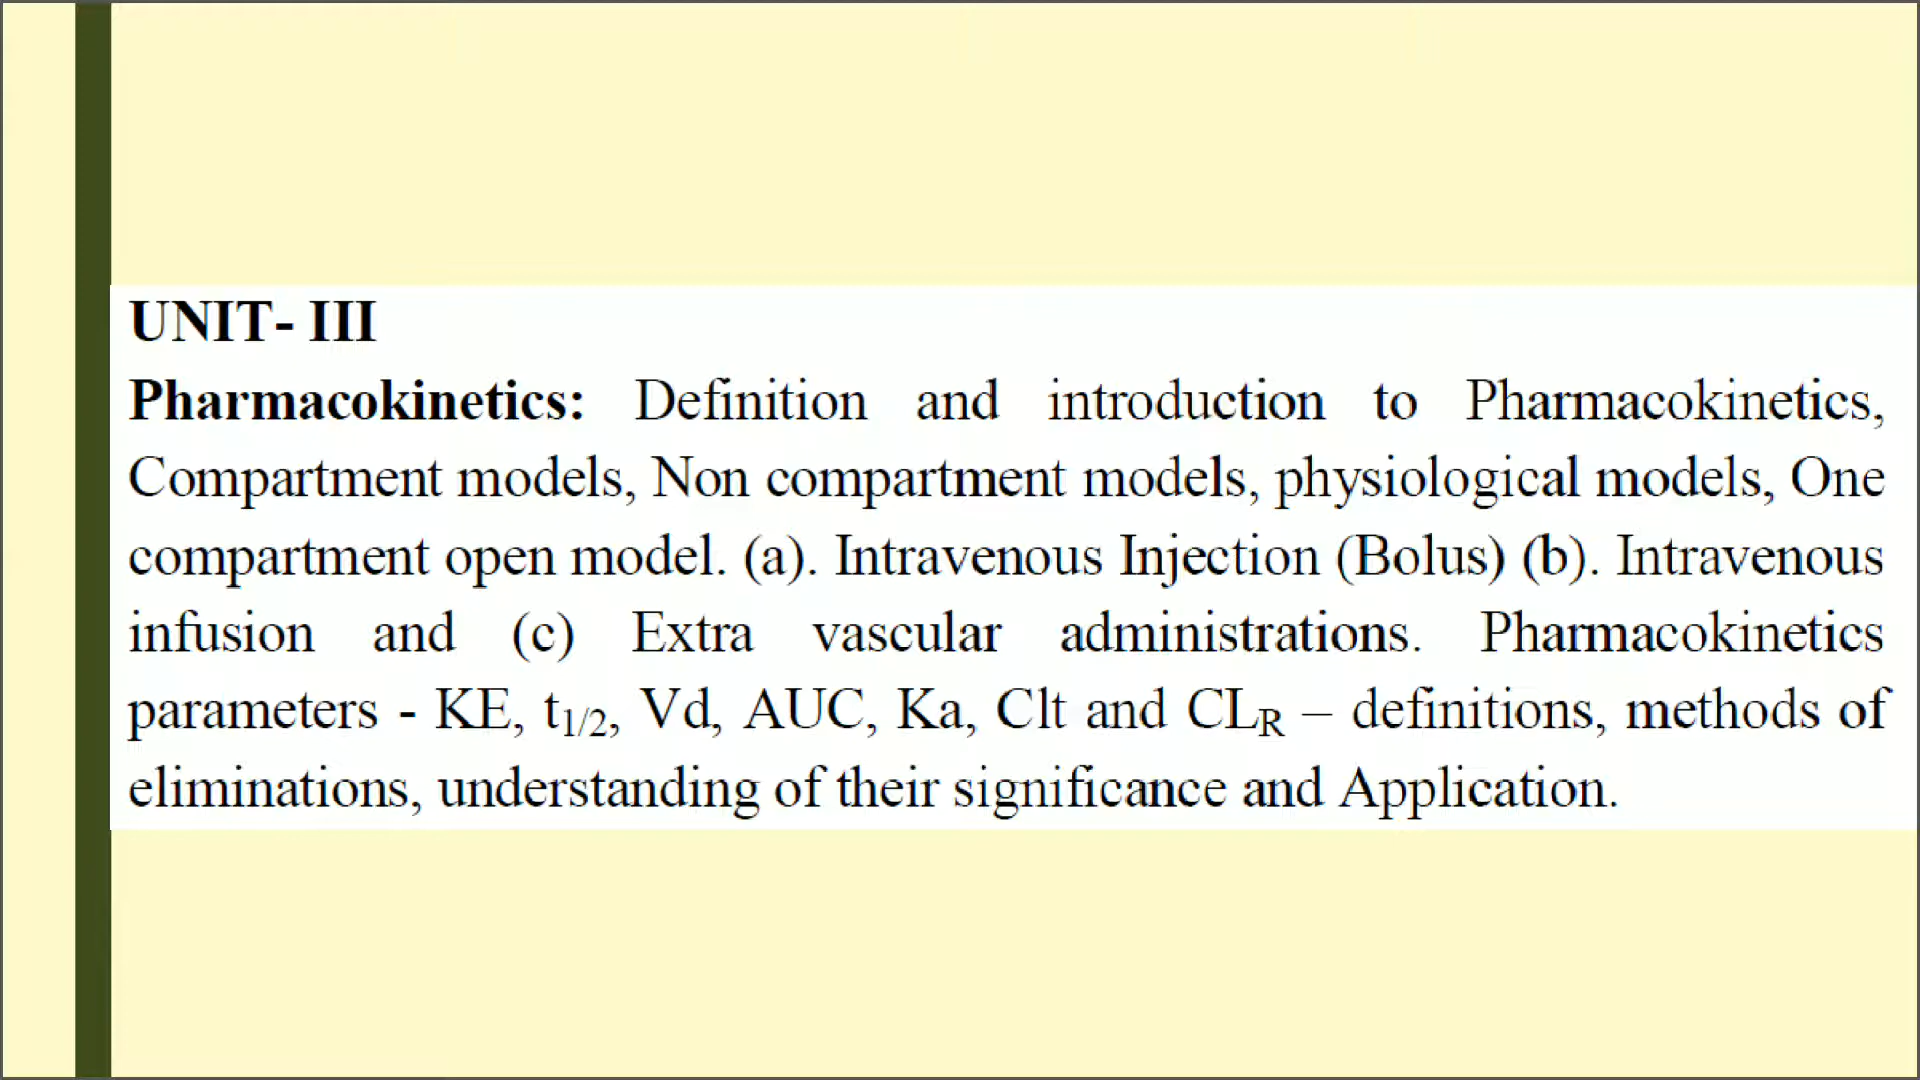 UNIT- III
Pharmacokinetics: Definition and introduction to Pharmacokinetics,
Compartment models, Non compartment models, physiological models, One
compartment open model. (a). Intravenous Injection (Bolus) (b). Intravenous
infusion and (c) Extra vascular administrations. Pharmacokinetics
parameters - KE, t1/2, Vd, AUC, Ka, Clt and CLR – definitions, methods of
eliminations, understanding of their significance and Application.